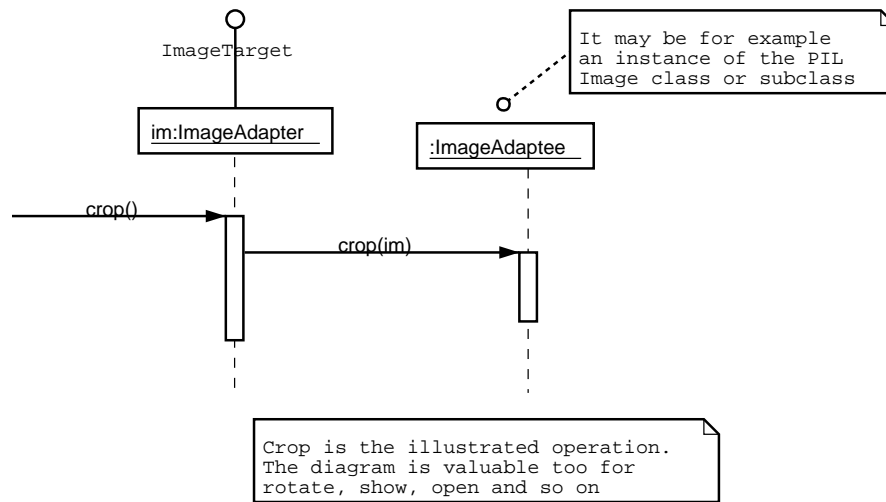 ImageTarget
It may be for example
an instance of the PIL
Image class or subclass
im:ImageAdapter
:ImageAdaptee
crop()
crop(im)
Crop is the illustrated operation.
The diagram is valuable too for
rotate, show, open and so on